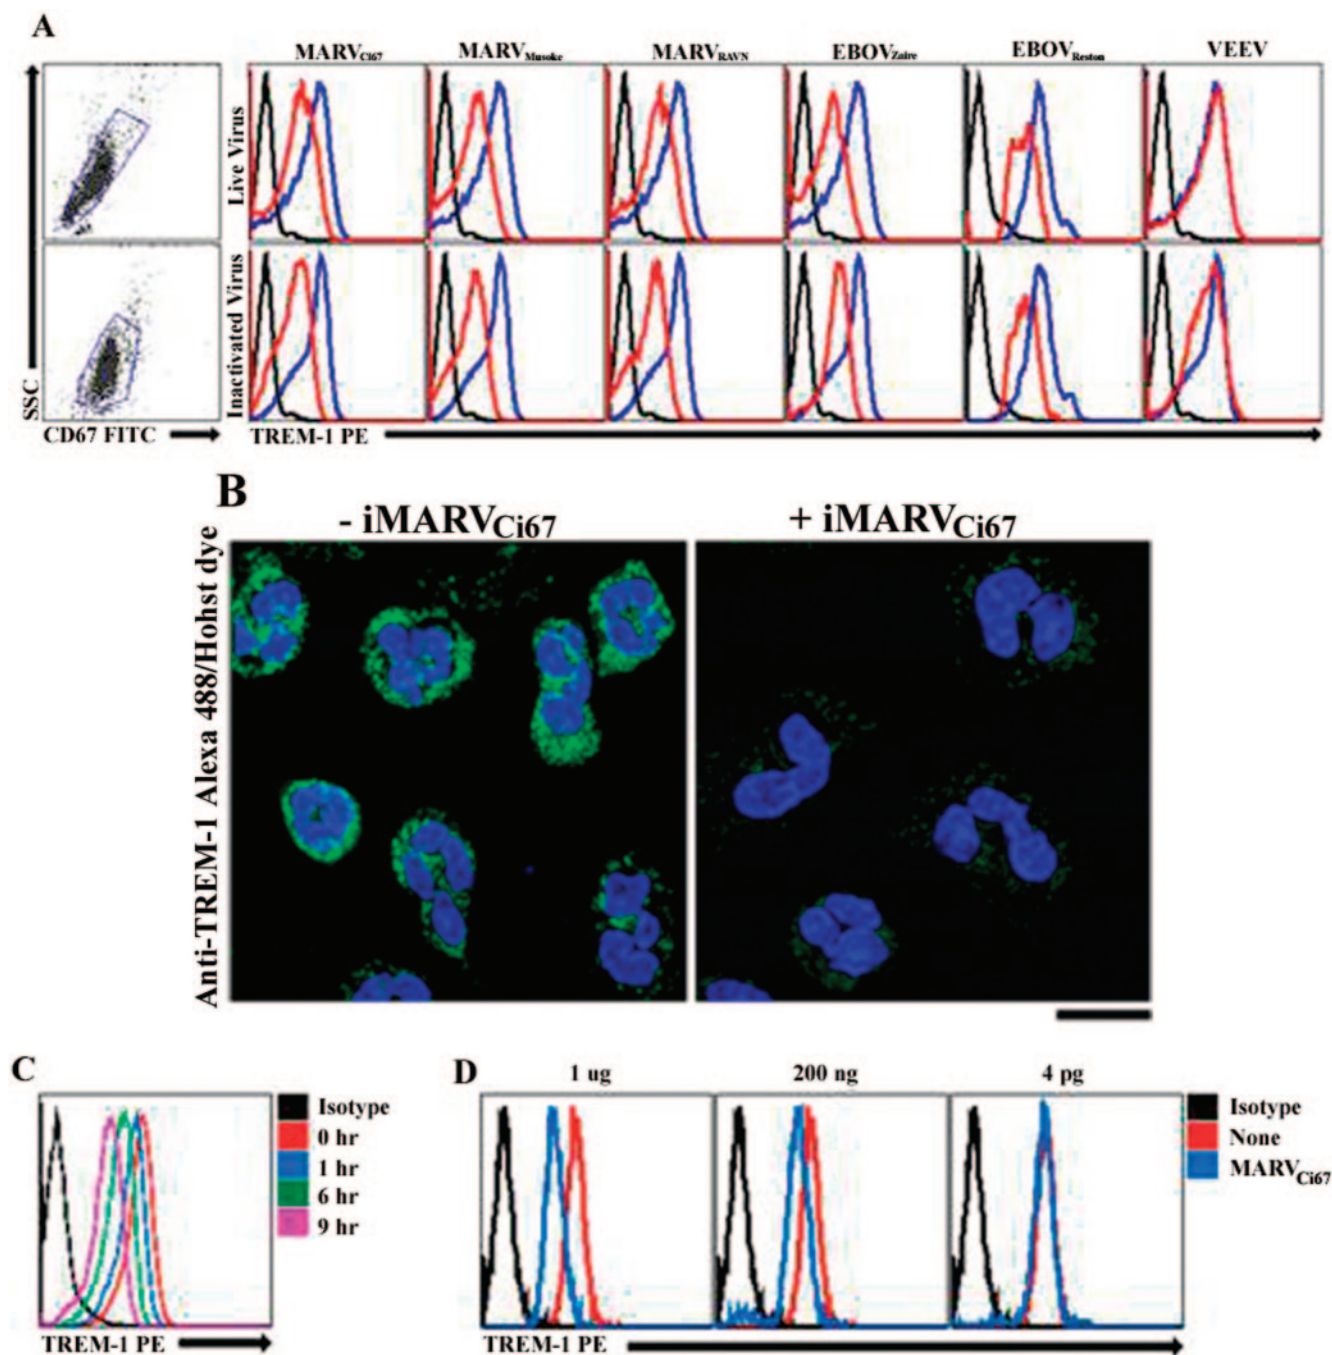 A
MARVCi67 MARVMusoke MARVRAVN EBOVZaire EBOVReston VEEV
Live Virus
Inactivated Virus
SSC
CD67 FITC
TREM-1 PE
B
- iMARVCi67 + iMARVCi67
Anti-TREM-1 Alexa 488/Hohst dye
C
Isotype
0 hr
1 hr
6 hr
9 hr
TREM-1 PE
D
1 ug 200 ng 4 pg
Isotype
None
MARVCi67
TREM-1 PE